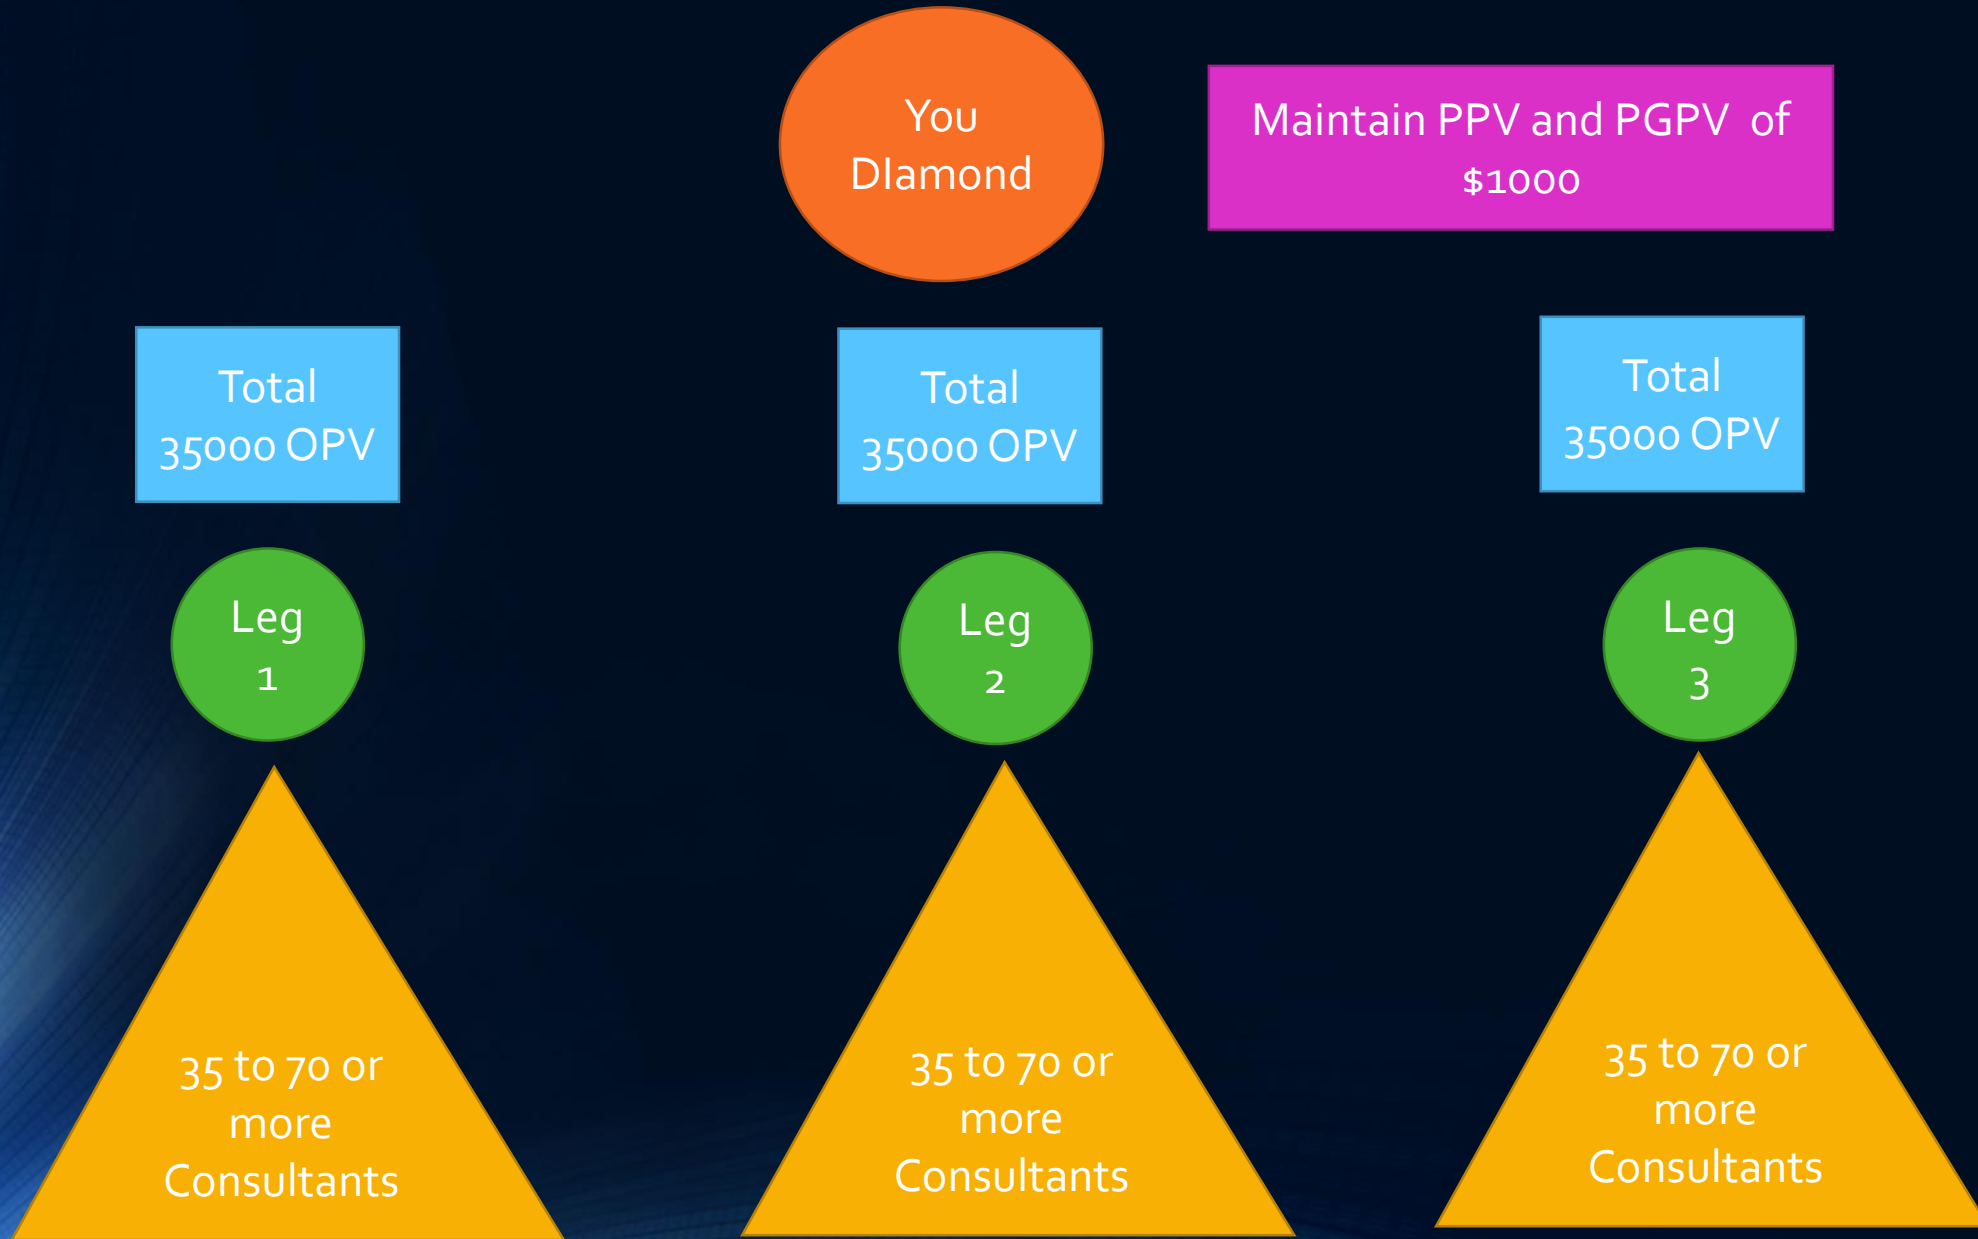 You
DIamond
Maintain PPV and PGPV of
$1000
Total
35000 OPV
Total
35000 OPV
Total
35000 OPV
Leg
1
Leg
2
Leg
3
35 to 70 or
more
Consultants
35 to 70 or
more
Consultants
35 to 70 or
more
Consultants